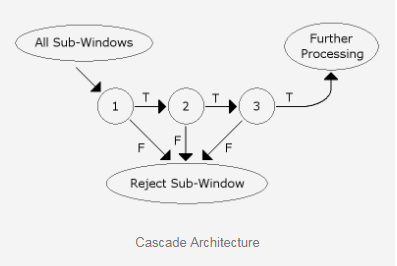 All Sub-Windows
Further
Processing
1
T
2
T
3
T
F
F
F
Reject Sub-Window
Cascade Architecture